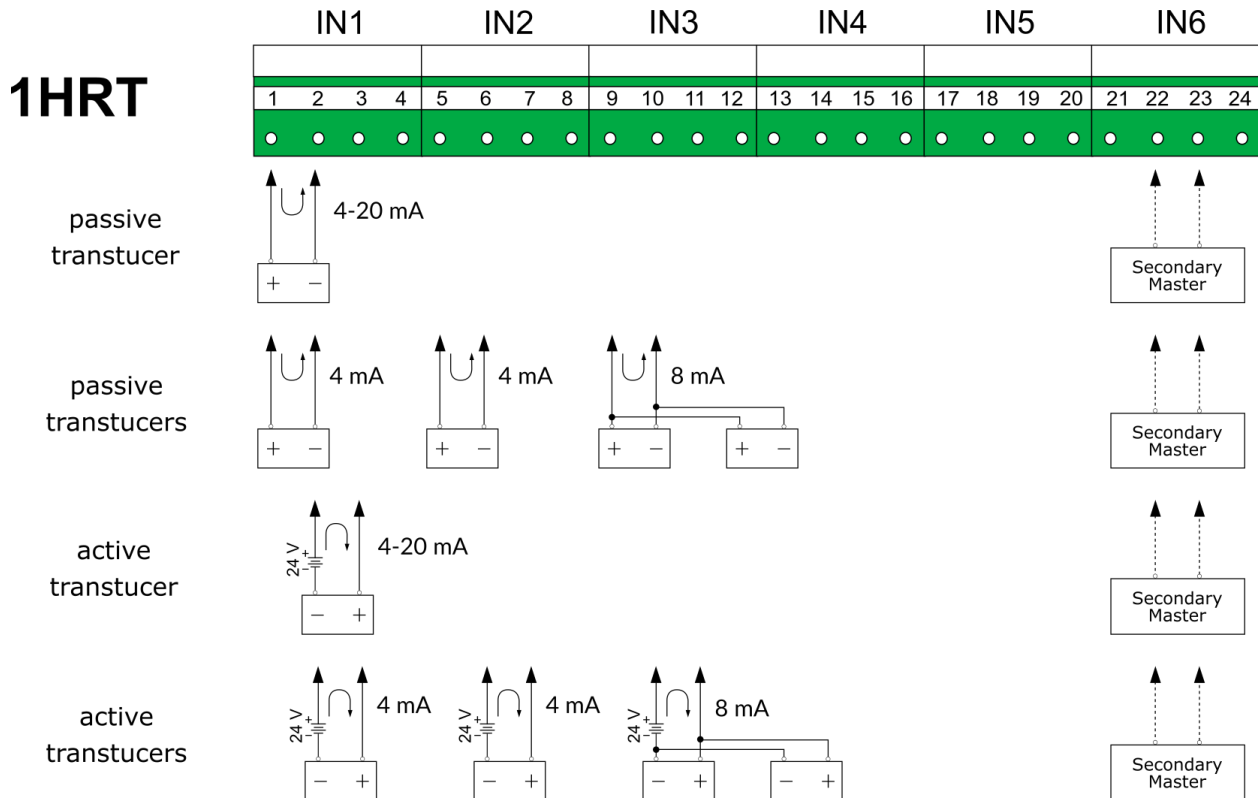 IN1 IN2 IN3 IN4 IN5 IN6
1HRT
1 2 3 4 5 6 7 8 9 10 11 12 13 14 15 16 17 18 19 20 21 22 23 24
passive
transtucer
4-20 mA
+ −
Secondary
Master
passive
transtucers
4 mA 4 mA 8 mA
+ − + − + − + −
Secondary
Master
active
transtucer
24 V + −
4-20 mA
− +
Secondary
Master
active
transtucers
24 V + − 4 mA 24 V + − 4 mA 24 V + − 8 mA
− + − + − + − +
Secondary
Master